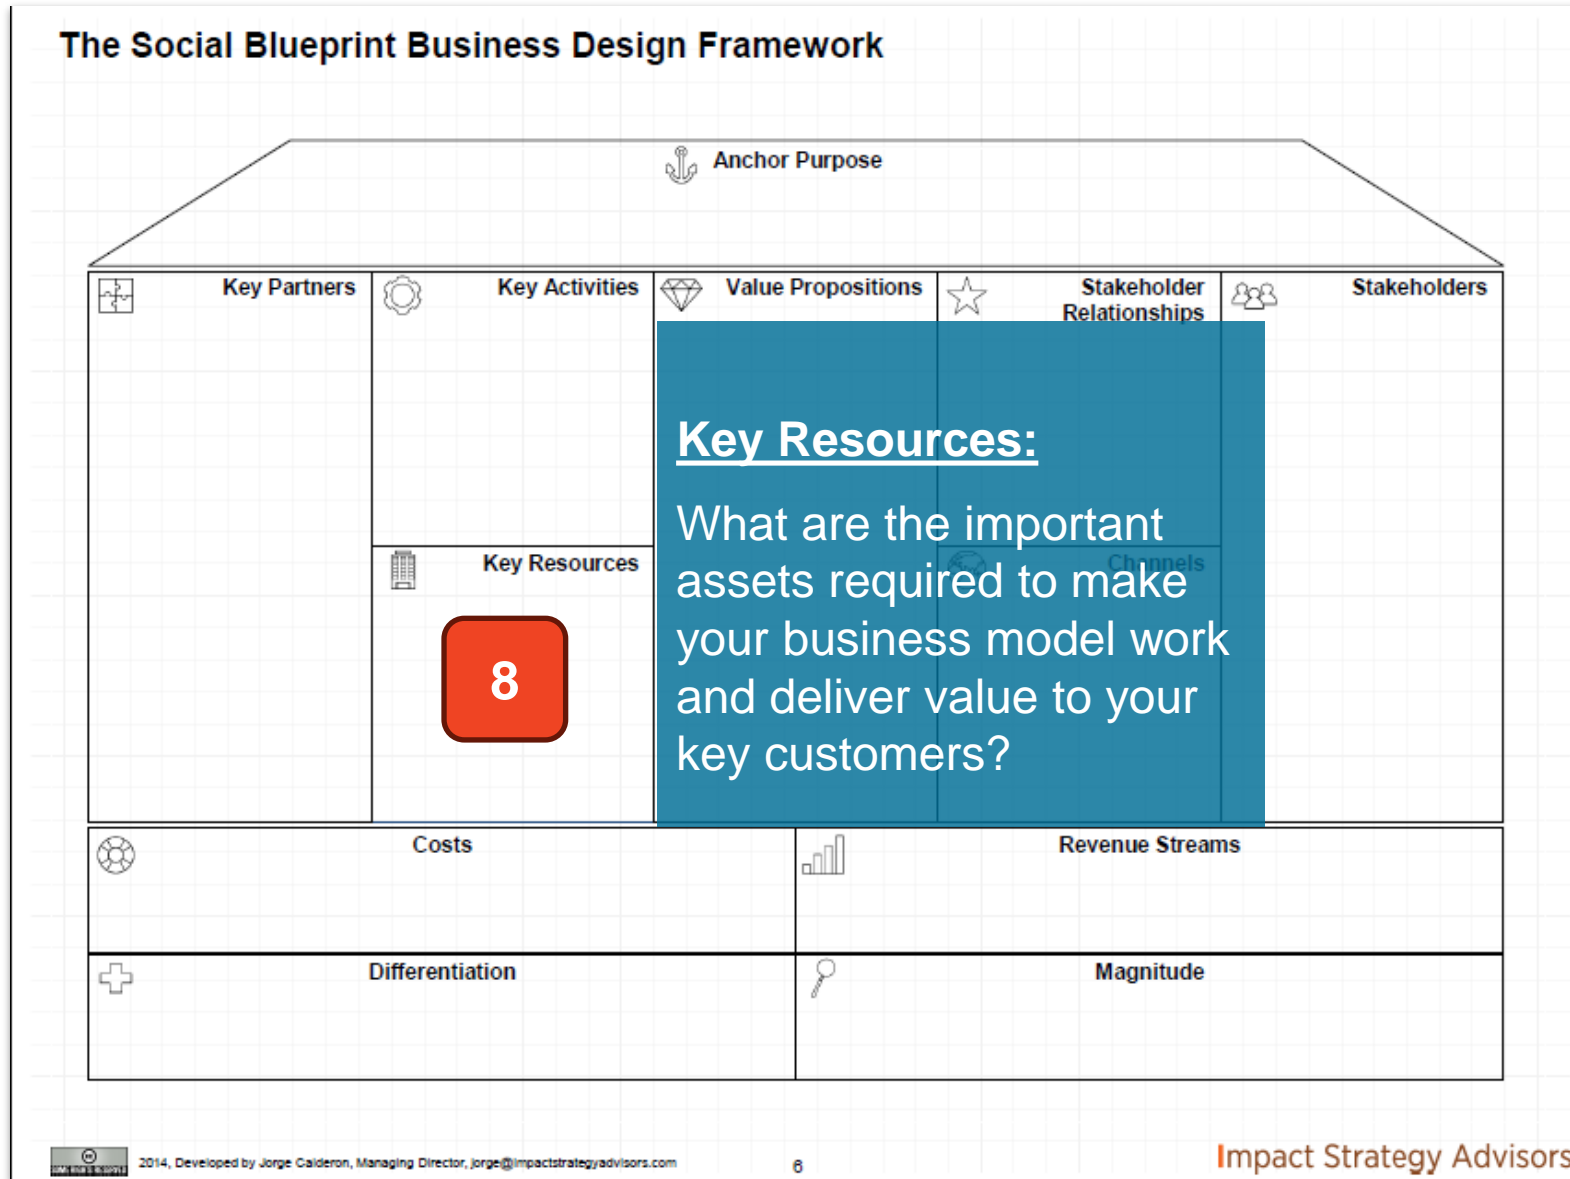 The Social Blueprint Business Design Framework
Anchor Purpose
Key Partners
Key Activities
Value Propositions
Stakeholder
Relationships
Stakeholders
Key Resources:
What are the important
assets required to make
your business model work
and deliver value to your
key customers?
Key Resources
Channels
8
Costs
Revenue Streams
Differentiation
Magnitude
2014, Developed by Jorge Calderon, Managing Director, jorge@impactstrategyadvisors.com
6
Impact Strategy Advisors